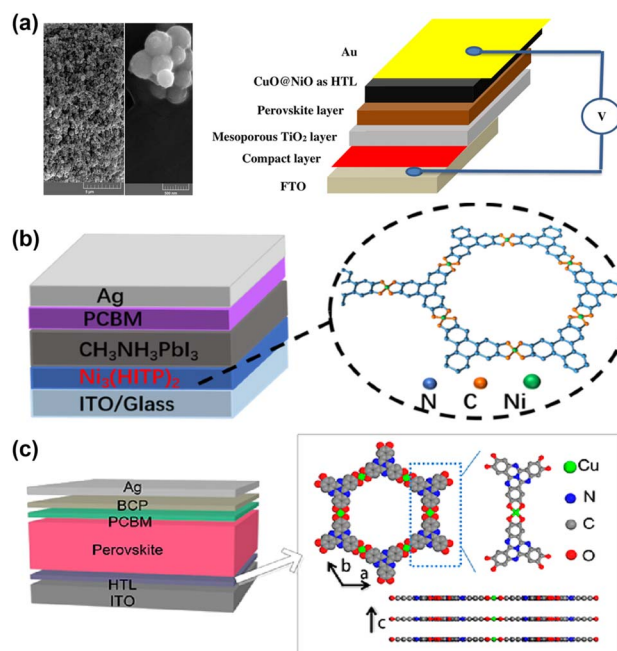 (a)
Au
CuO@NiO as HTL
Perovskite layer
Mesoporous TiO₂ layer
Compact layer
FTO
V
(b)
Ag
PCBM
CH₃NH₃PbI₃
Ni₃(HITP)₂
ITO/Glass
N C Ni
(c)
Ag
BCP
PCBM
Perovskite
HTL
ITO
b
a
c
Cu
N
C
O